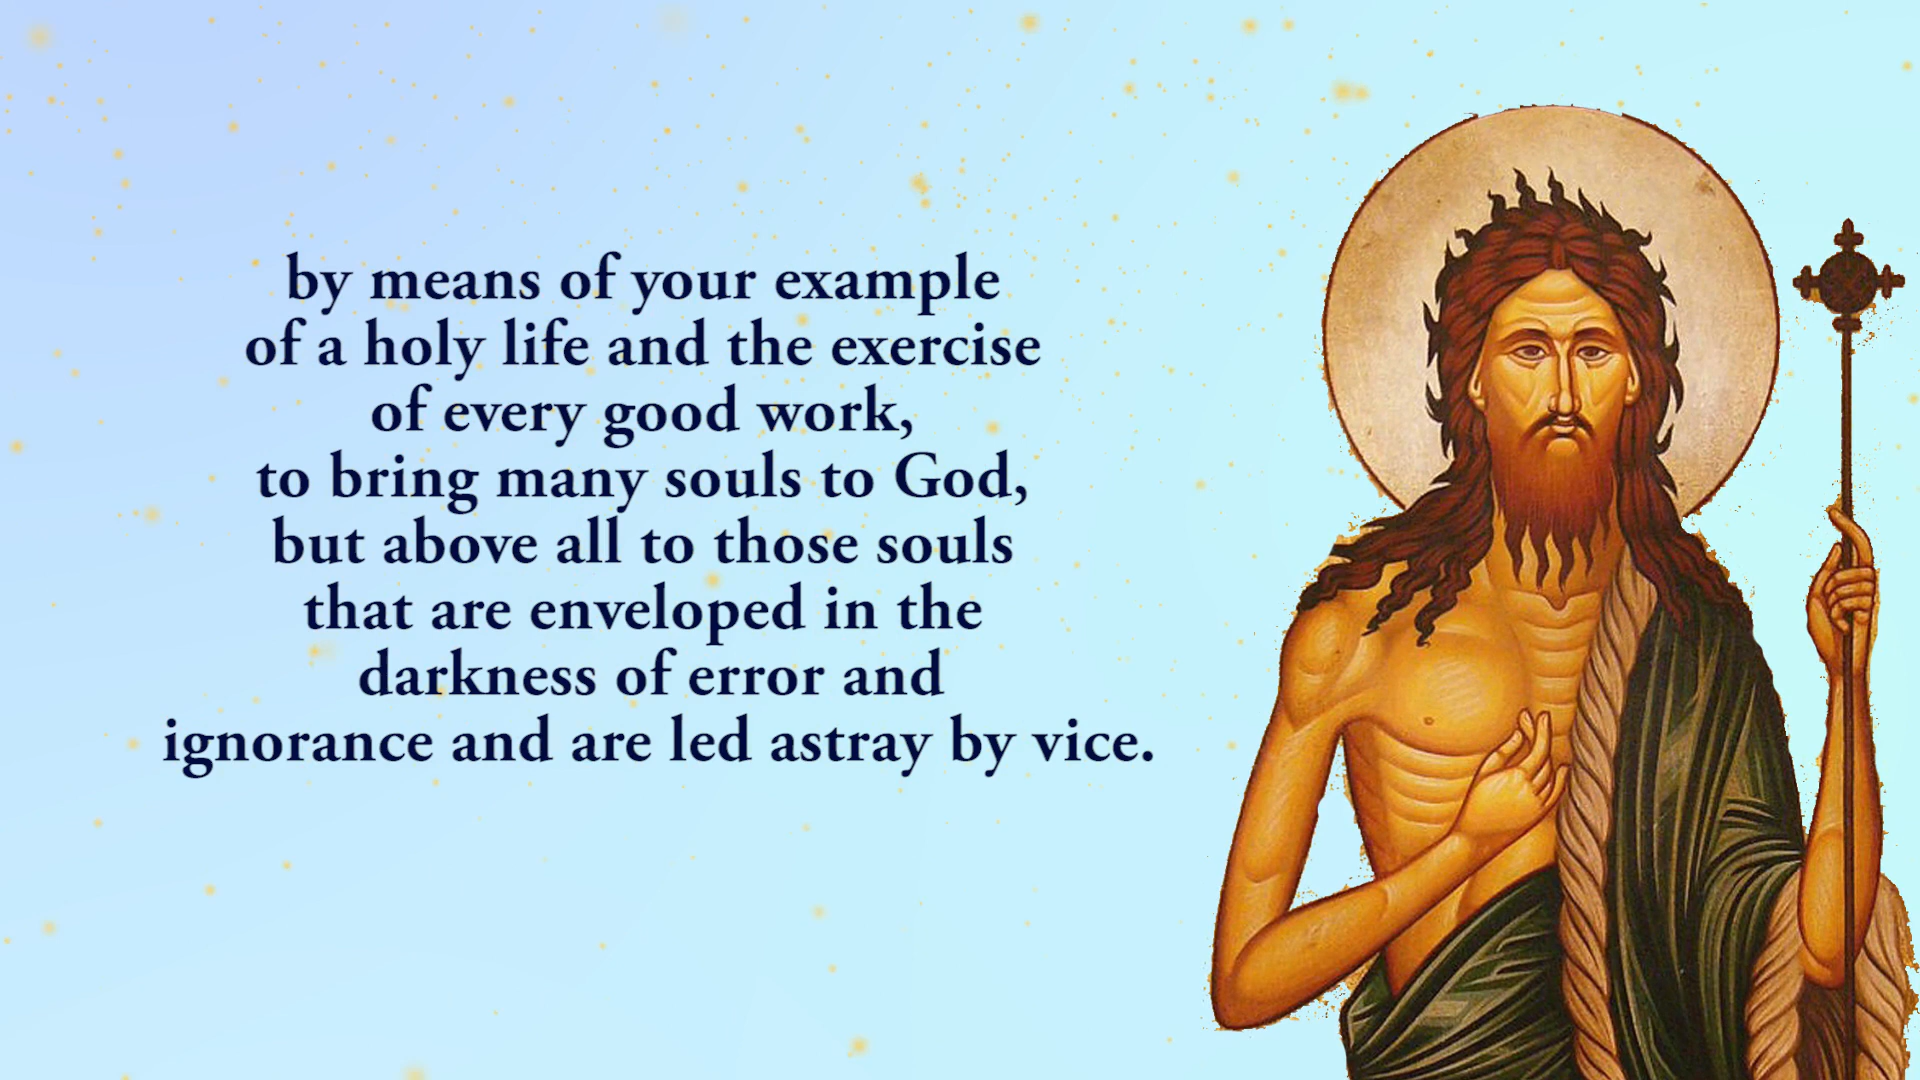 by means of your example
of a holy life and the exercise
of every good work,
to bring many souls to God,
but above all to those souls
that are enveloped in the
darkness of error and
ignorance and are led astray by vice.